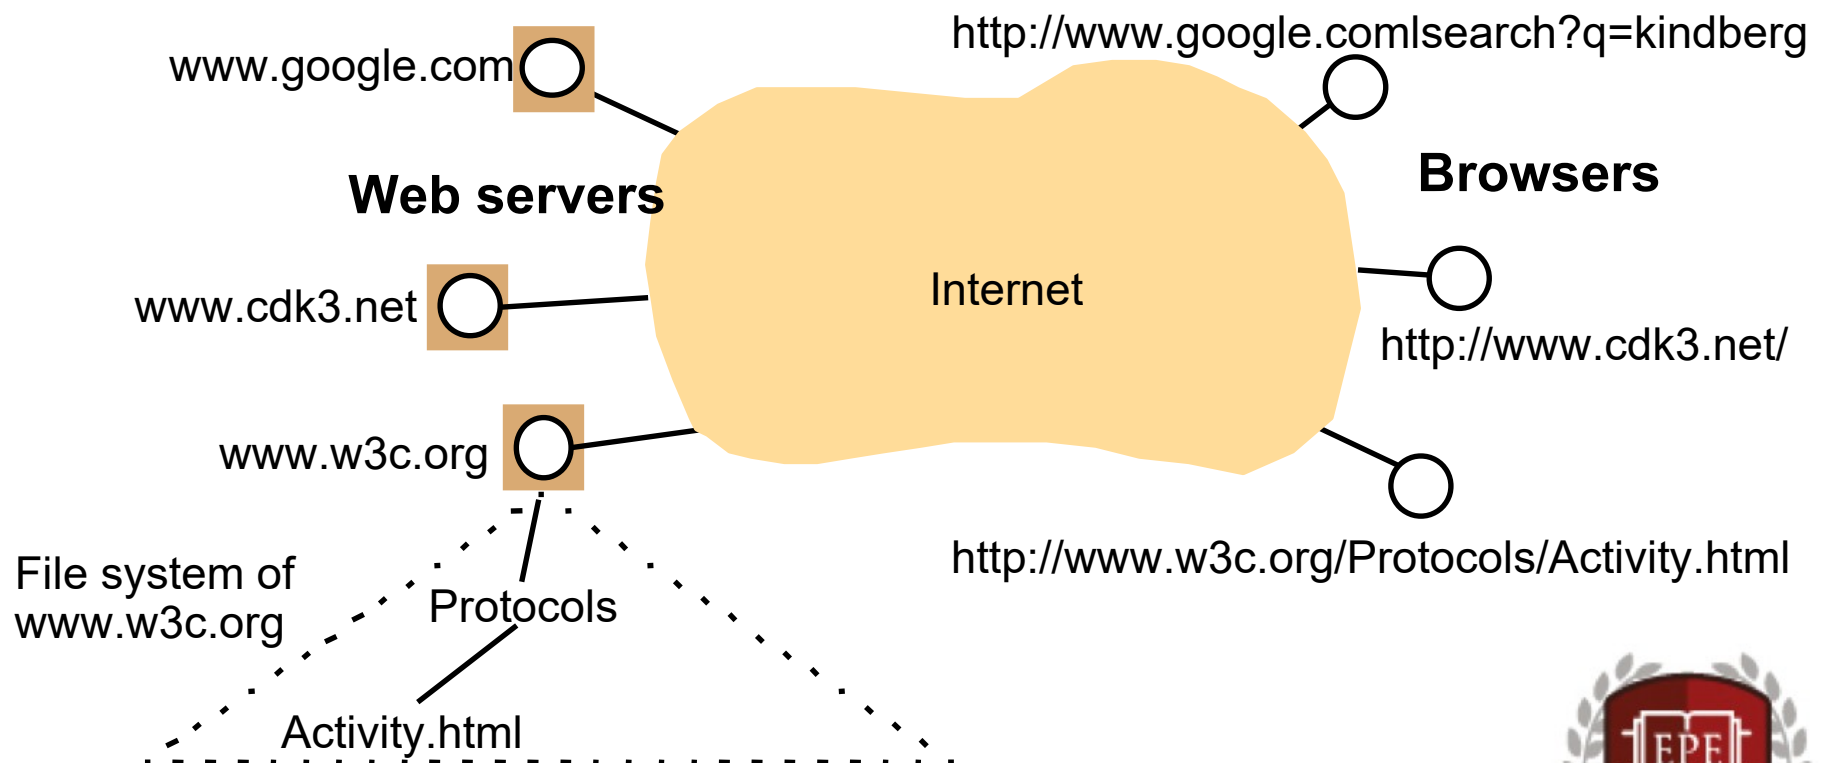 http://www.google.comlsearch?q=kindberg
www.google.com
Browsers
Web servers
Internet
www.cdk3.net
http://www.cdk3.net/
www.w3c.org
http://www.w3c.org/Protocols/Activity.html
File system of
www.w3c.org
Protocols
Activity.html
EPE